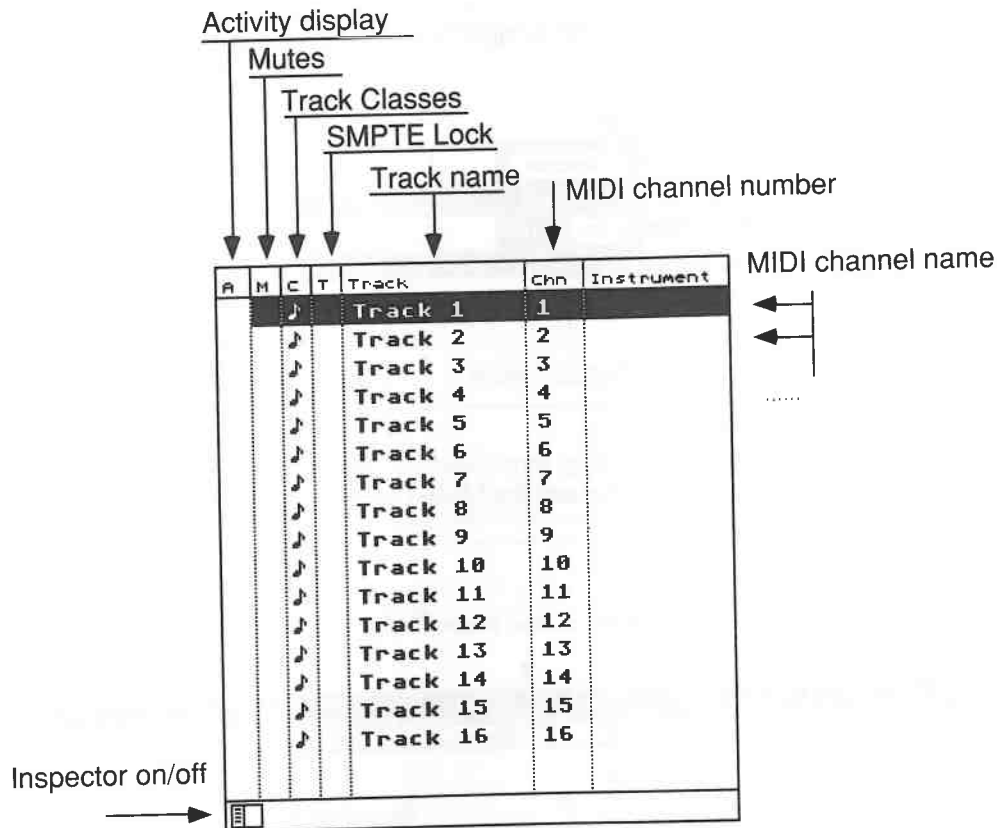 Activity display
Mutes
Track Classes
SMPTE Lock
Track name
MIDI channel number
MIDI channel name
A M C T Track Chn Instrument
Track 1 1
Track 2 2
Track 3 3
Track 4 4
......
Track 5 5
Track 6 6
Track 7 7
Track 8 8
Track 9 9
Track 10 10
Track 11 11
Track 12 12
Track 13 13
Track 14 14
Track 15 15
Track 16 16
Inspector on/off